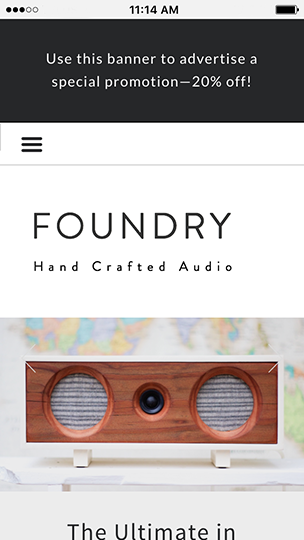 11:14 AM
Use this banner to advertise a
special promotion—20% off!
FOUNDRY
Hand Crafted Audio
The Ultimate in